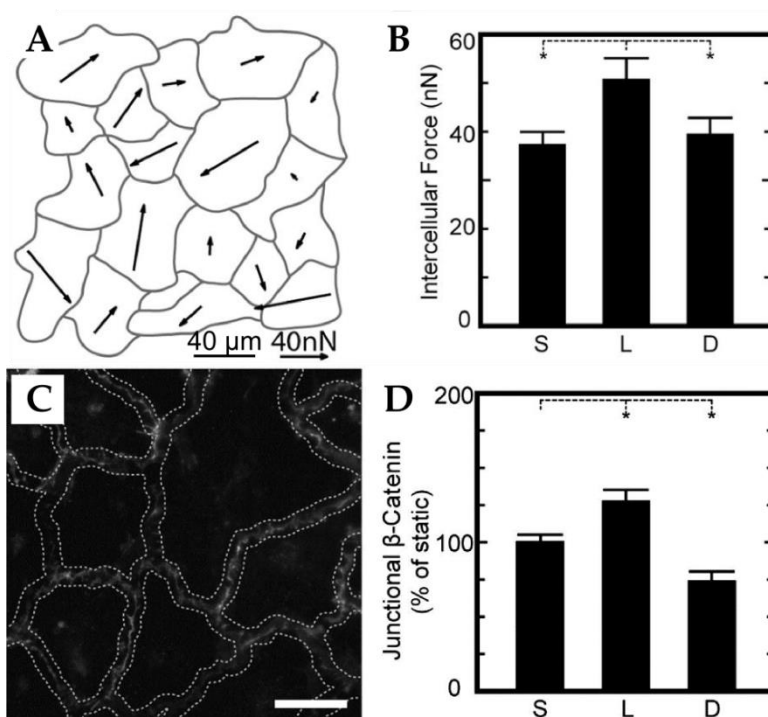 A
40 μm
40nN
B
Intercellular Force (nN)
60
40
20
0
* *
S L D
C
D
Junctional β-Catenin
(% of static)
200
100
0
* *
S L D